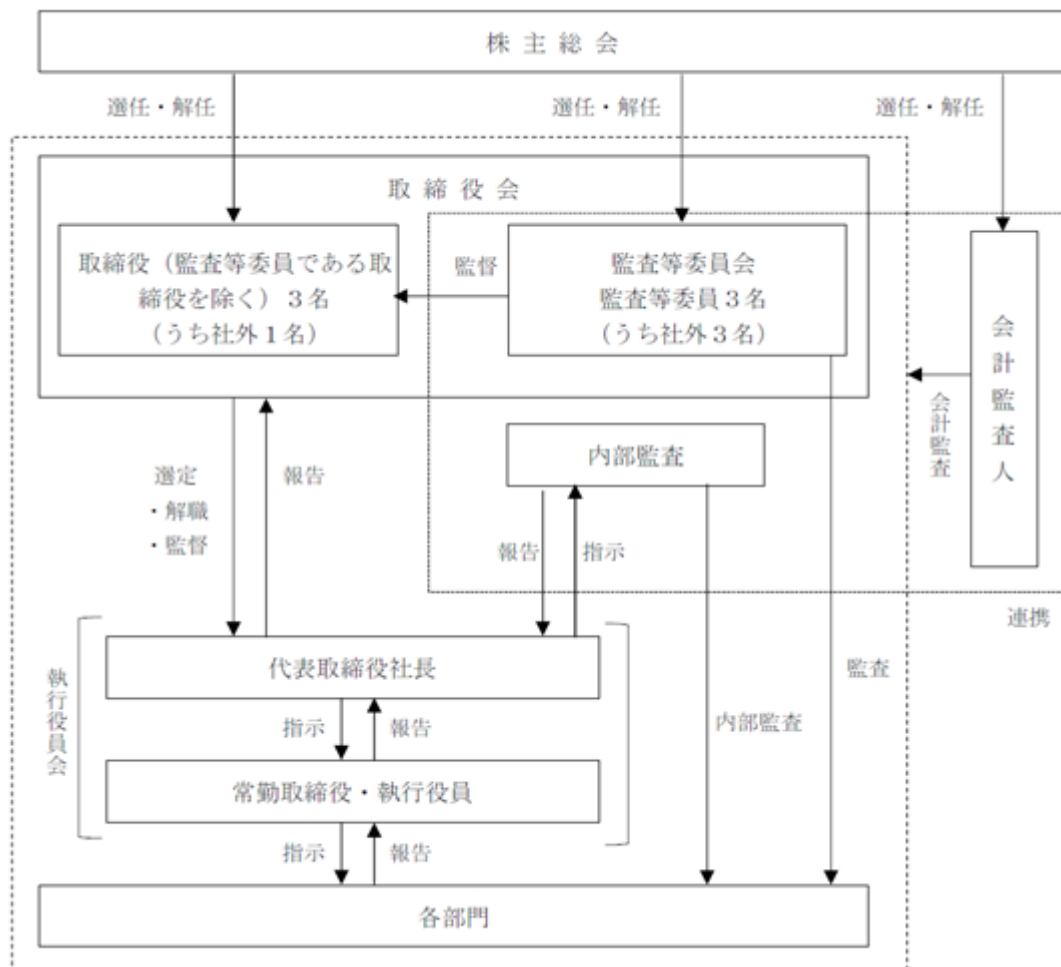 株主総会
選任・解任
選任・解任
選任・解任
取締役会
取締役（監査等委員である取
締役を除く）３名
（うち社外１名）
監督
監査等委員会
監査等委員３名
（うち社外３名）
会計監査人
会計監査
内部監査
選定
・解職
・監督
報告
報告
指示
連携
執行役員会
代表取締役社長
監査
指示
報告
内部監査
常勤取締役・執行役員
指示
報告
各部門